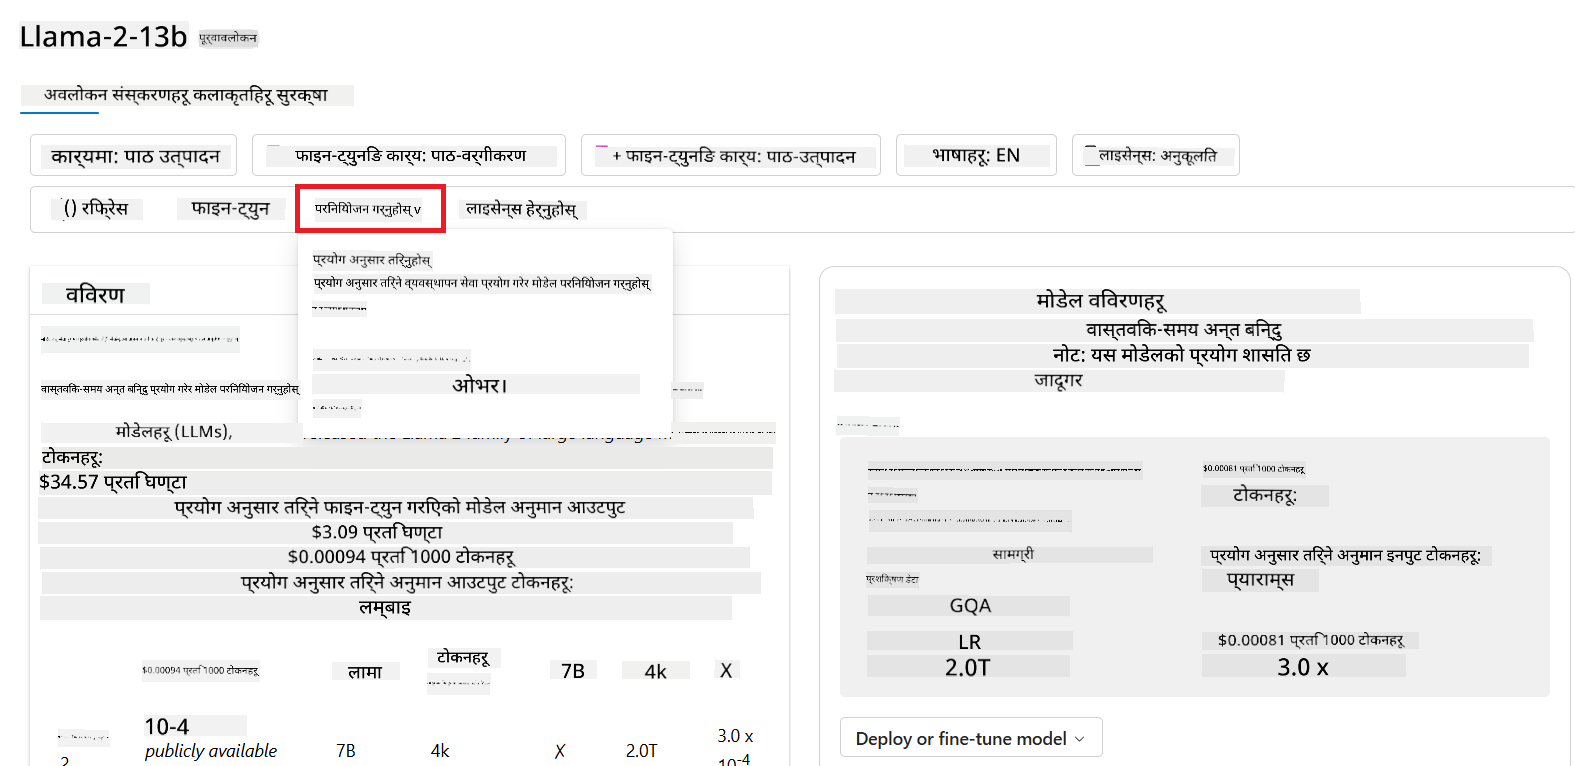 Llama-2-13b पूर्वावलोकन
अवलोकन संस्करणहरू कलाकृतिहरू सुरक्षा
कार्यमा: पाठ उत्पादन
फाइन-ट्युनिङ कार्य: पाठ-वर्गीकरण
+ फाइन-ट्युनिङ कार्य: पाठ-उत्पादन
भाषाहरू: EN
लाइसेन्स: अनुकूलित
() रिफ्रेस
फाइन-ट्युन
परिनियोजन गर्नुहोस् v
लाइसेन्स हेर्नुहोस्
प्रयोग अनुसार तिर्नुहोस्
प्रयोग अनुसार तिर्ने व्यवस्थापन सेवा प्रयोग गरेर मोडेल परिनियोजन गर्नुहोस्
ओभर।
विवरण
वास्तविक-समय अन्त बिन्दु प्रयोग गरेर मोडेल परिनियोजन गर्नुहोस्
मोडेलहरू (LLMs),
टोकनहरू:
$34.57 प्रति घण्टा
प्रयोग अनुसार तिर्ने फाइन-ट्युन गरिएको मोडेल अनुमान आउटपुट
$3.09 प्रति घण्टा
$0.00094 प्रति 1000 टोकनहरू
प्रयोग अनुसार तिर्ने अनुमान आउटपुट टोकनहरू:
लम्बाइ
$0.00094 प्रति 1000 टोकनहरू
लामा
टोकनहरू
7B
4k
X
10-4
publicly available
7B
4k
X
2.0T
3.0 x
10-4
2
मोडेल विवरणहरू
वास्तविक-समय अन्त बिन्दु
नोट: यस मोडेलको प्रयोग शासित छ
जादूगर
$0.00081 प्रति 1000 टोकनहरू
टोकनहरू:
सामग्री
प्रयोग अनुसार तिर्ने अनुमान इनपुट टोकनहरू:
प्रशिक्षण डेटा
प्याराम्स
GQA
LR
$0.00081 प्रति 1000 टोकनहरू
2.0T
3.0 x
Deploy or fine-tune model